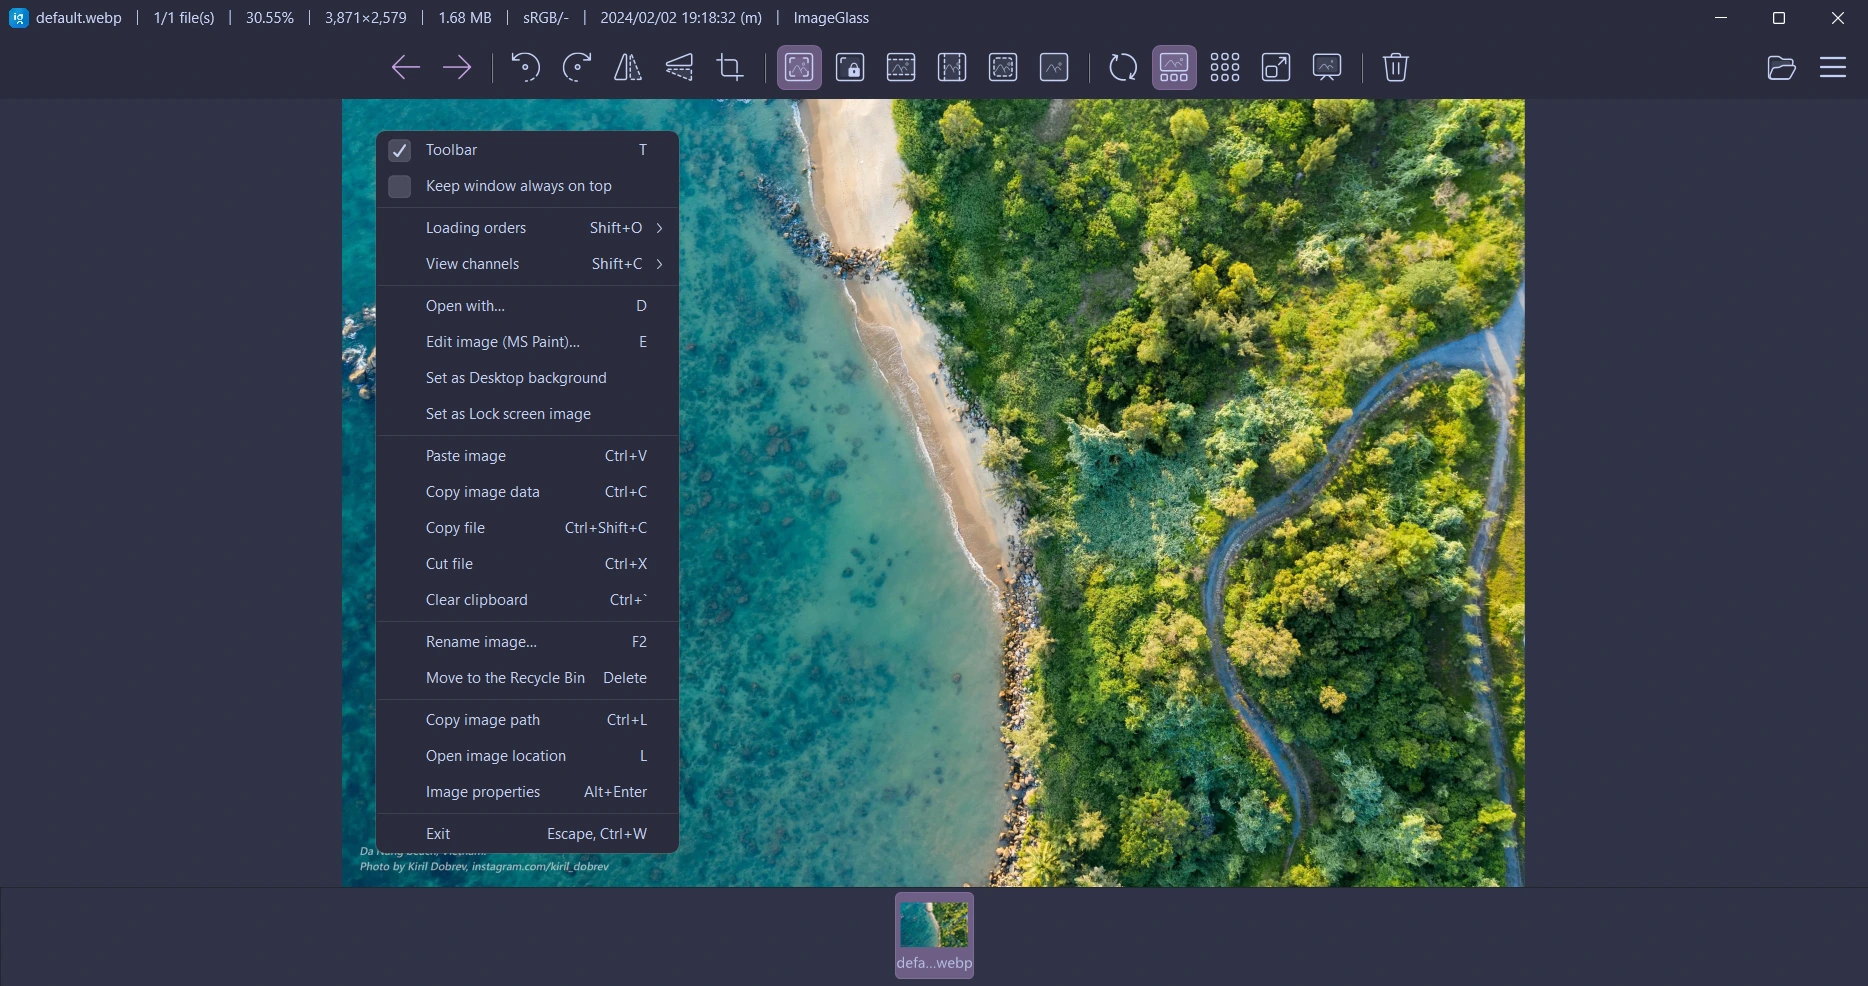 default.webp | 1/1 file(s) | 30.55% | 3,871×2,579 | 1.68 MB | sRGB/- | 2024/02/02 19:18:32 (m) | ImageGlass
Toolbar T
Keep window always on top
Loading orders Shift+O
View channels Shift+C
Open with... D
Edit image (MS Paint)... E
Set as Desktop background
Set as Lock screen image
Paste image Ctrl+V
Copy image data Ctrl+C
Copy file Ctrl+Shift+C
Cut file Ctrl+X
Clear clipboard Ctrl+`
Rename image... F2
Move to the Recycle Bin Delete
Copy image path Ctrl+L
Open image location L
Image properties Alt+Enter
Exit Escape, Ctrl+W
Da Nang Beach, Vietnam.
Photo by Kiril Dobrev, instagram.com/kiril_dobrev
defa...webp